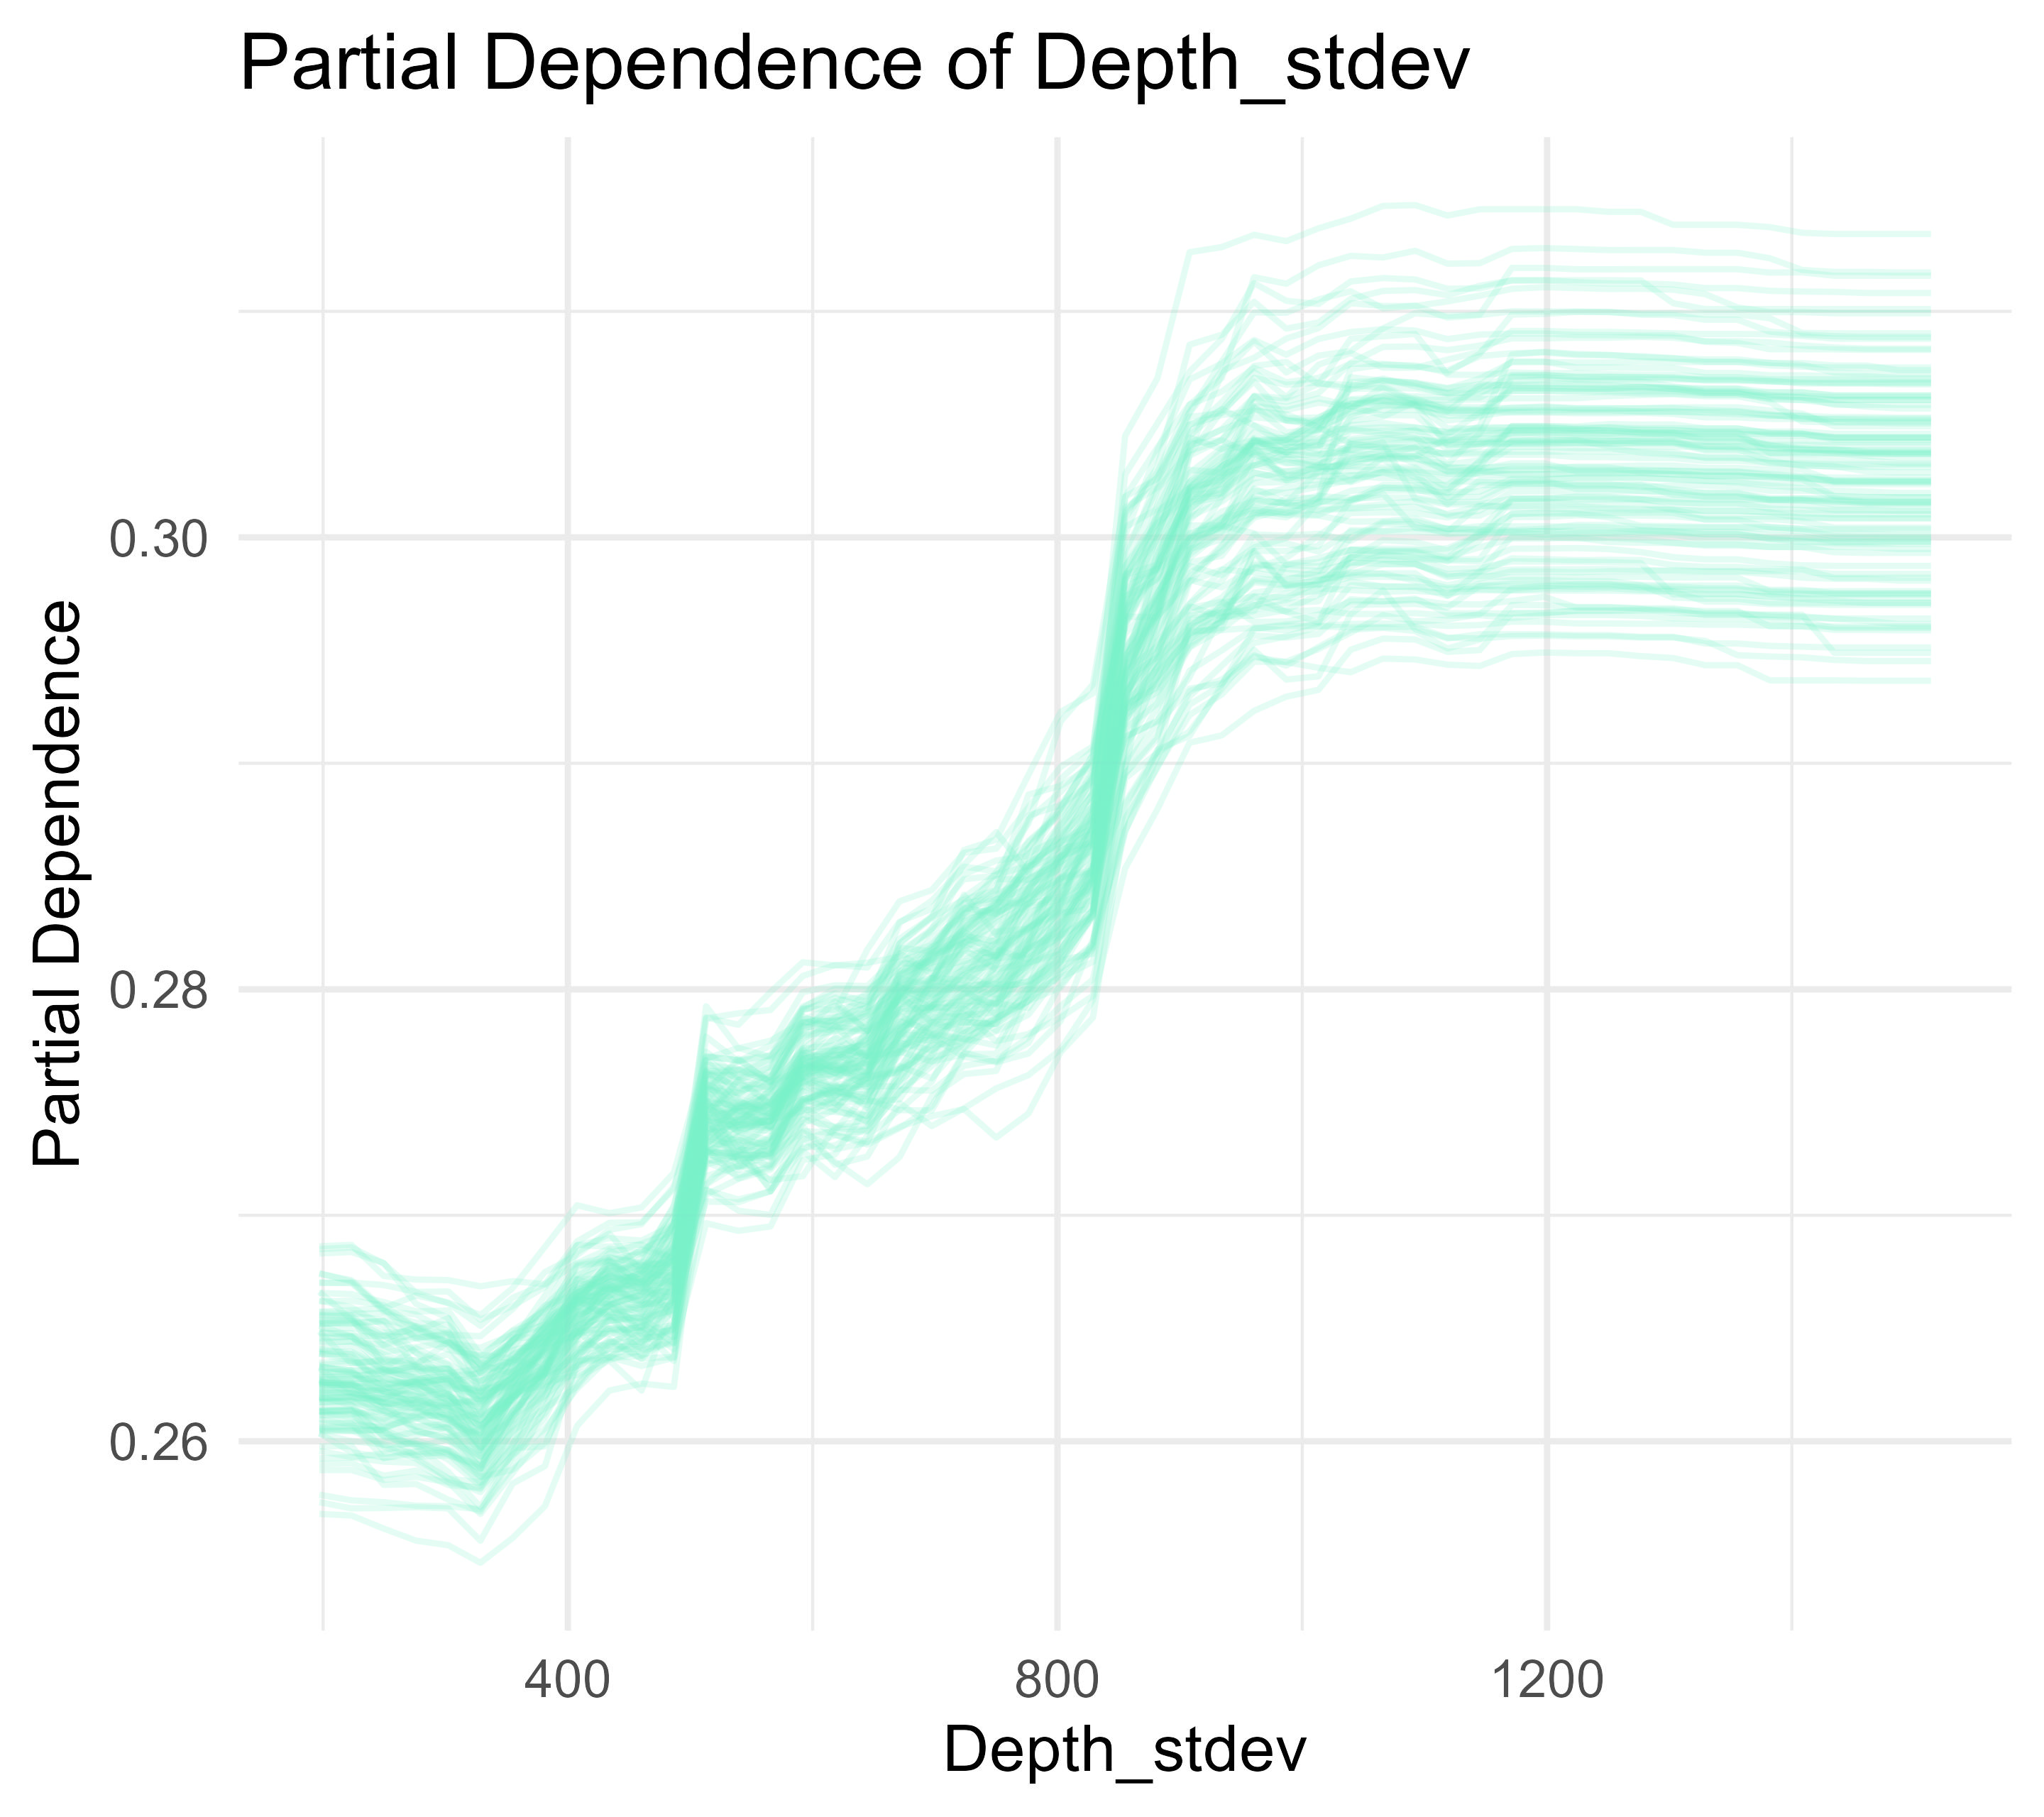 Partial Dependence of Depth_stdev
Partial Dependence
0.30
0.28
0.26
400 800 1200
Depth_stdev